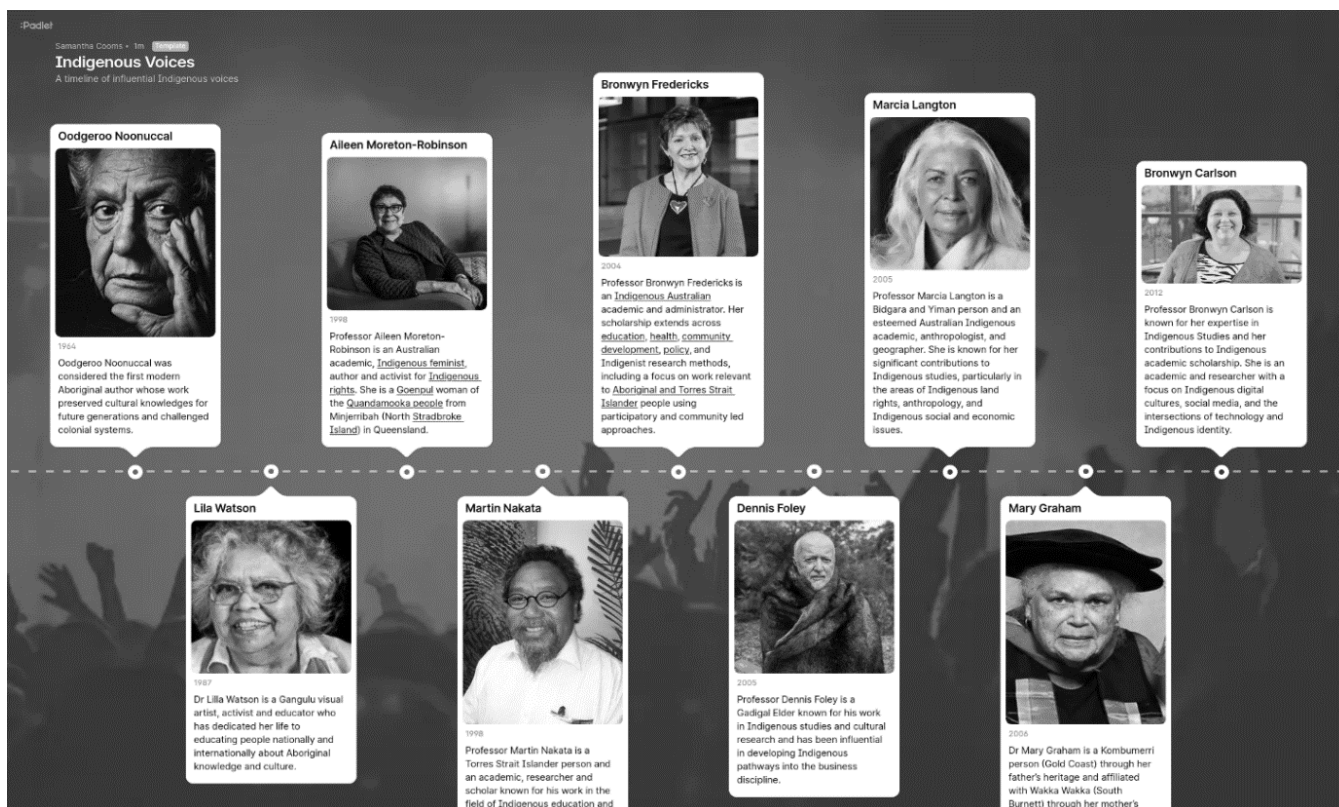 :Padlet
Samantha Cooms • 1m Template
Indigenous Voices
A timeline of influential Indigenous voices
Oodgeroo Noonuccal
1964
Oodgeroo Noonuccal was
considered the first modern
Aboriginal author whose work
preserved cultural knowledges for
future generations and challenged
colonial systems.
Lila Watson
1987
Dr Lilla Watson is a Gangulu visual
artist, activist and educator who
has dedicated her life to
educating people nationally and
internationally about Aboriginal
knowledge and culture.
Aileen Moreton-Robinson
1998
Professor Aileen Moreton-
Robinson is an Australian
academic, Indigenous feminist,
author and activist for Indigenous
rights. She is a Goenpul woman of
the Quandamooka people from
Minjerribah (North Stradbroke
Island) in Queensland.
Martin Nakata
1998
Professor Martin Nakata is a
Torres Strait Islander person and
an academic, researcher and
scholar known for his work in the
field of Indigenous education and
Bronwyn Fredericks
2004
Professor Bronwyn Fredericks is
an Indigenous Australian
academic and administrator. Her
scholarship extends across
education, health, community
development, policy, and
Indigenist research methods,
including a focus on work relevant
to Aboriginal and Torres Strait
Islander people using
participatory and community led
approaches.
Dennis Foley
2005
Professor Dennis Foley is a
Gadigal Elder known for his work
in Indigenous studies and cultural
research and has been influential
in developing Indigenous
pathways into the business
discipline.
Marcia Langton
2005
Professor Marcia Langton is a
Bidgara and Yiman person and an
esteemed Australian Indigenous
academic, anthropologist, and
geographer. She is known for her
significant contributions to
Indigenous studies, particularly in
the areas of Indigenous land
rights, anthropology, and
Indigenous social and economic
issues.
Mary Graham
2006
Dr Mary Graham is a Kombumerri
person (Gold Coast) through her
father's heritage and affiliated
with Wakka Wakka (South
Burnett) through her mother's
Bronwyn Carlson
2012
Professor Bronwyn Carlson is
known for her expertise in
Indigenous Studies and her
contributions to Indigenous
academic scholarship. She is an
academic and researcher with a
focus on Indigenous digital
cultures, social media, and the
intersections of technology and
Indigenous identity.